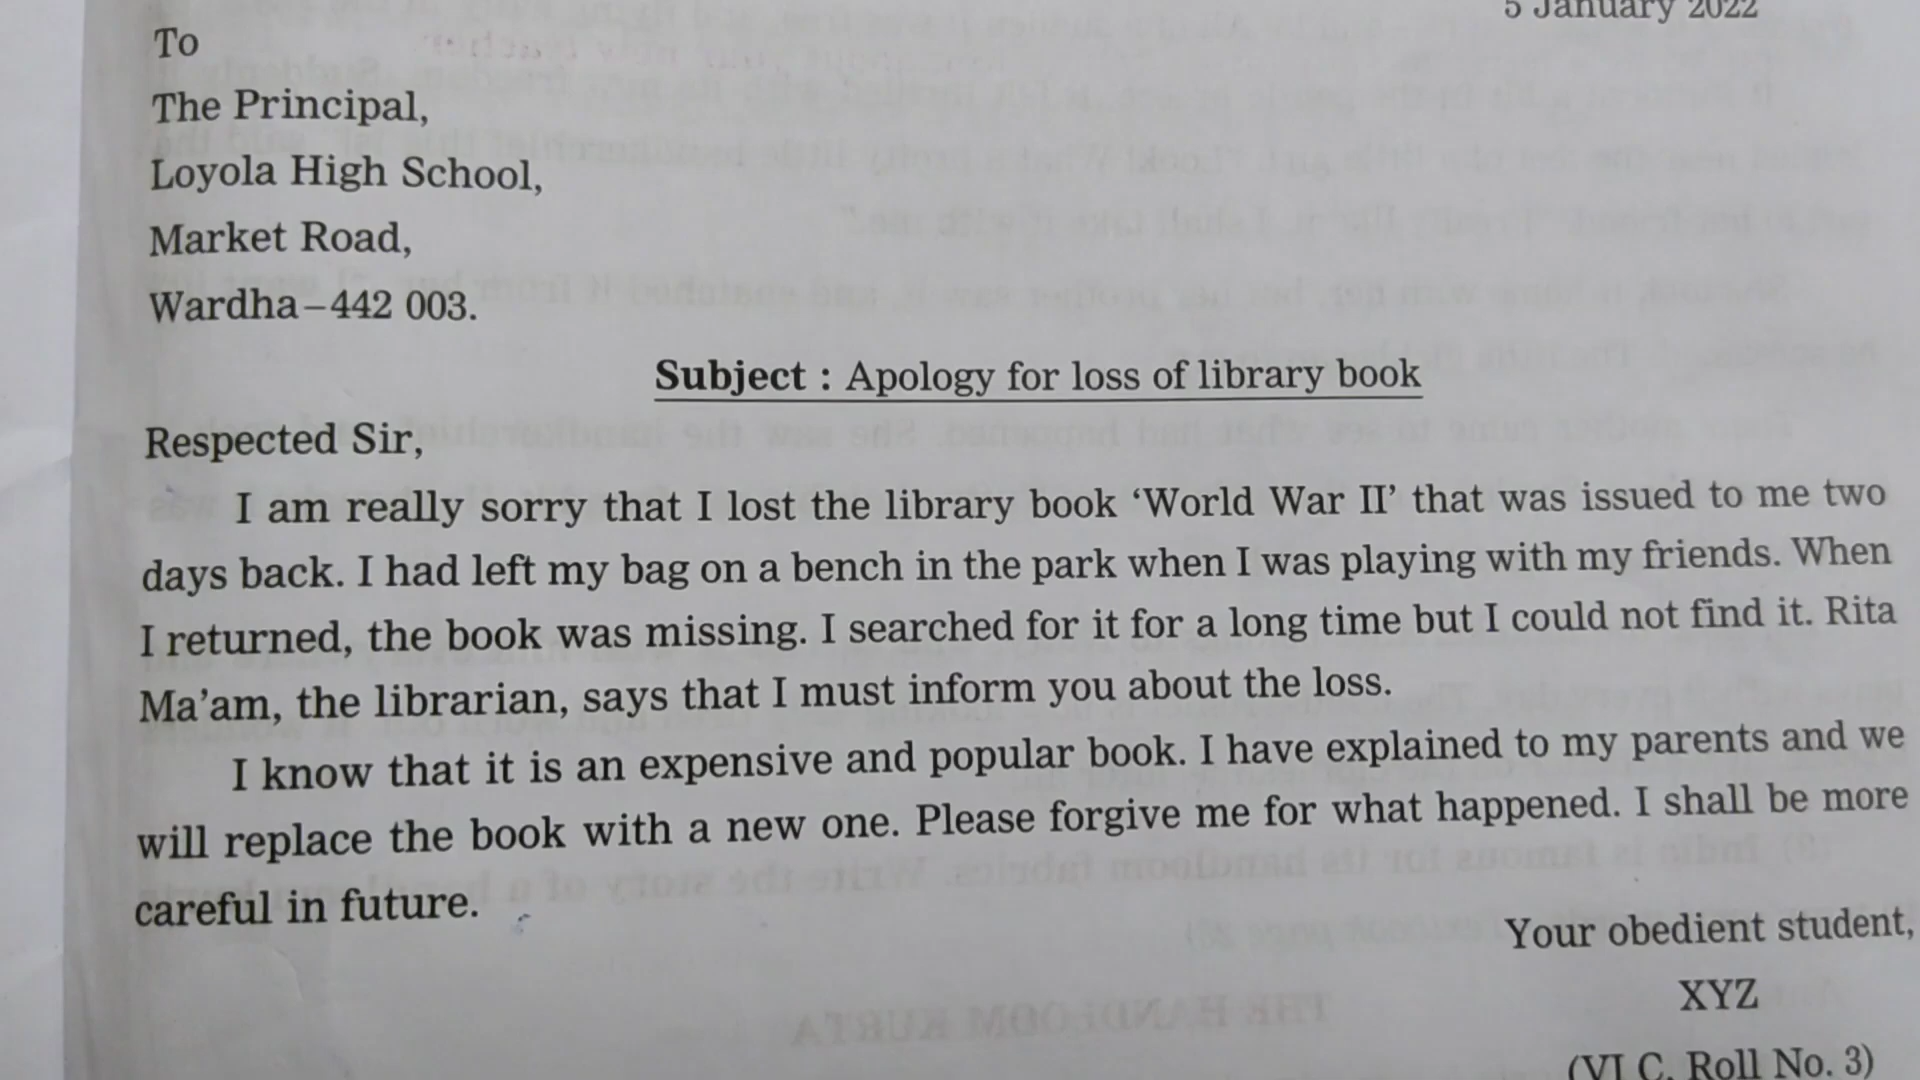 5 January 2022
To
The Principal,
Loyola High School,
Market Road,
Wardha–442 003.
Subject : Apology for loss of library book
Respected Sir,
I am really sorry that I lost the library book ‘World War II’ that was issued to me two
days back. I had left my bag on a bench in the park when I was playing with my friends. When
I returned, the book was missing. I searched for it for a long time but I could not find it. Rita
Ma’am, the librarian, says that I must inform you about the loss.
I know that it is an expensive and popular book. I have explained to my parents and we
will replace the book with a new one. Please forgive me for what happened. I shall be more
careful in future.
Your obedient student,
XYZ
(VI C, Roll No. 3)